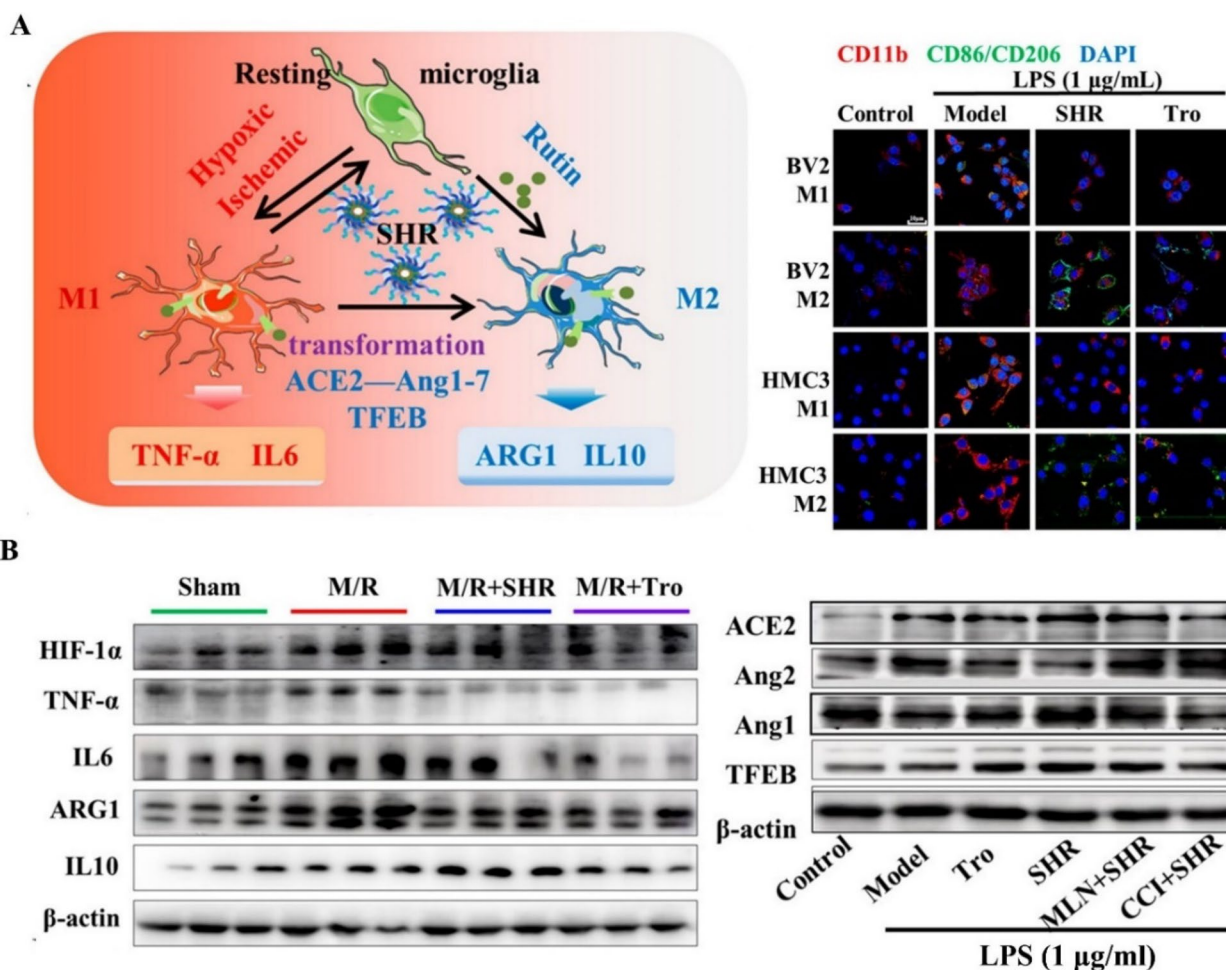 A
Resting microglia
Hypoxic
Ischemic
Rutin
SHR
M1
M2
transformation
ACE2—Ang1-7
TFEB
TNF-α IL6
ARG1 IL10
CD11b CD86/CD206 DAPI
LPS (1 μg/mL)
Control Model SHR Tro
BV2
M1
BV2
M2
HMC3
M1
HMC3
M2
B
Sham M/R M/R+SHR M/R+Tro
HIF-1α
TNF-α
IL6
ARG1
IL10
β-actin
ACE2
Ang2
Ang1
TFEB
β-actin
Control Model Tro SHR MLN+SHR CCI+SHR
LPS (1 μg/ml)